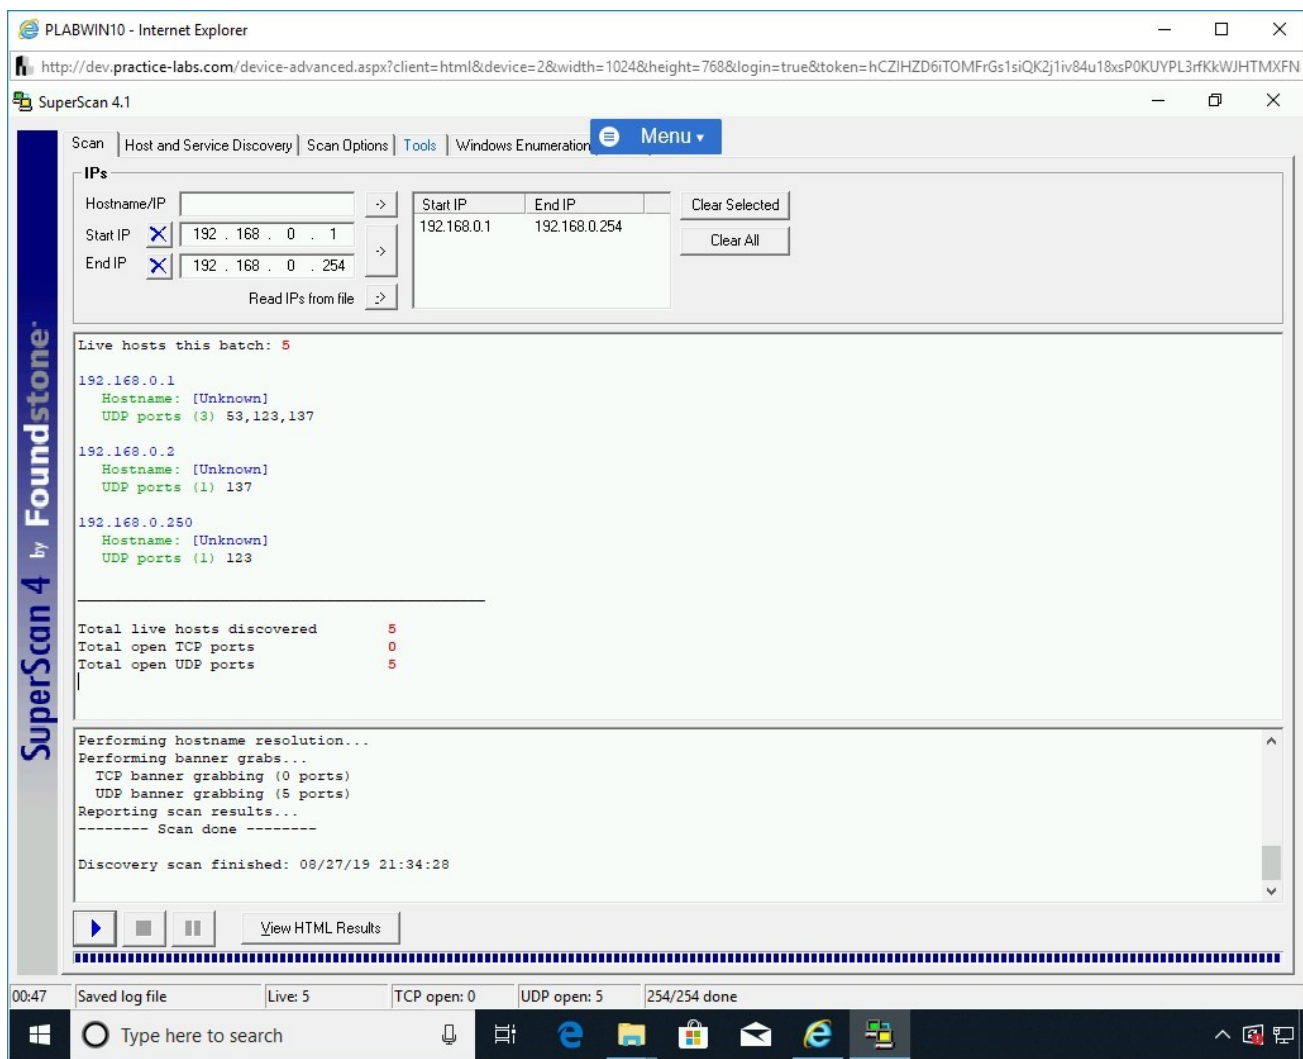 PLABWIN10 - Internet Explorer
http://dev.practice-labs.com/device-advanced.aspx?client=html&device=2&width=1024&height=768&login=true&token=hCZIHZD6iTOMFrGs1siQK2j1iv84u18xsP0KUYPL3rfKkWJHTMXFN
SuperScan 4.1
Scan Host and Service Discovery Scan Options Tools Windows Enumeration
Menu
IPs
Hostname/IP ->
Start IP 192 . 168 . 0 . 1
End IP 192 . 168 . 0 . 254
->
Read IPs from file ->
Start IP End IP
192.168.0.1 192.168.0.254
Clear Selected
Clear All
SuperScan 4 by Foundstone
Live hosts this batch: 5
192.168.0.1
Hostname: [Unknown]
UDP ports (3) 53,123,137
192.168.0.2
Hostname: [Unknown]
UDP ports (1) 137
192.168.0.250
Hostname: [Unknown]
UDP ports (1) 123
Total live hosts discovered 5
Total open TCP ports 0
Total open UDP ports 5
Performing hostname resolution...
Performing banner grabs...
TCP banner grabbing (0 ports)
UDP banner grabbing (5 ports)
Reporting scan results...
-------- Scan done --------
Discovery scan finished: 08/27/19 21:34:28
View HTML Results
00:47 Saved log file Live: 5 TCP open: 0 UDP open: 5 254/254 done
Type here to search